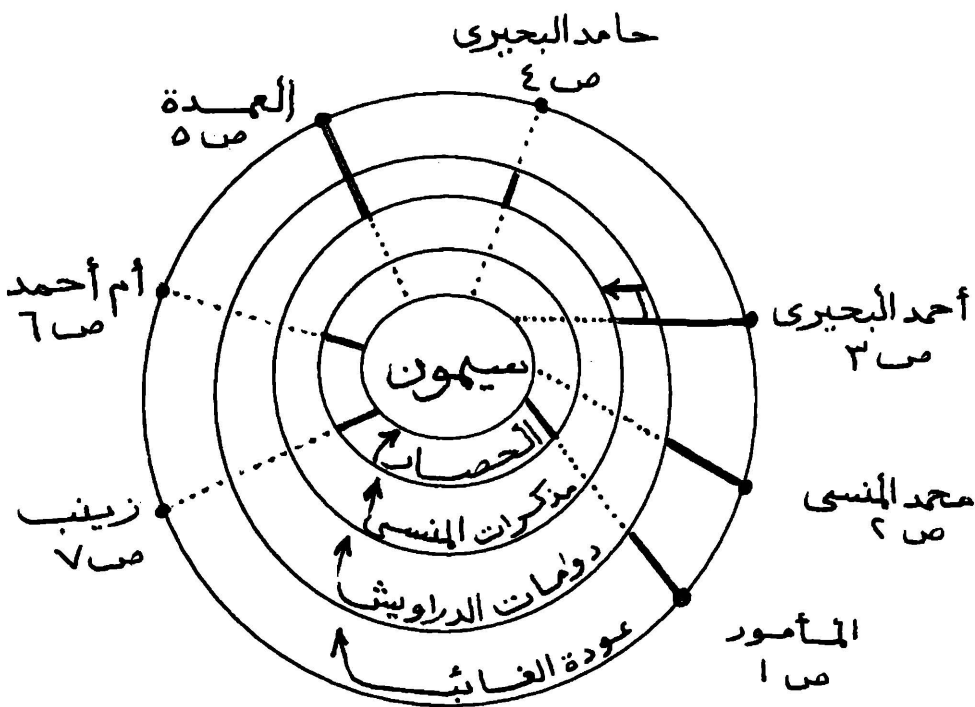 حامد البحيرى
ص ٤
العمدة
ص ٥
أم أحمد
ص ٦
أحمد البحيرى
ص ٣
سيمون
الحصار
مذكرات المنسى
محمد المنسى
ص ٢
زينب
ص ٧
دوامات الدراويش
عودة الغائب
المأمور
ص ١